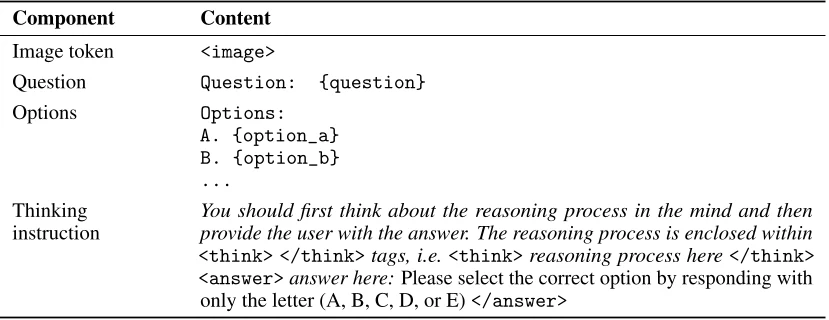 Component Content
Image token <image>
Question Question: {question}
Options Options:
A. {option_a}
B. {option_b}
...
Thinking You should first think about the reasoning process in the mind and then
instruction provide the user with the answer. The reasoning process is enclosed within
<think> </think> tags, i.e. <think> reasoning process here </think>
<answer> answer here: Please select the correct option by responding with
only the letter (A, B, C, D, or E) </answer>